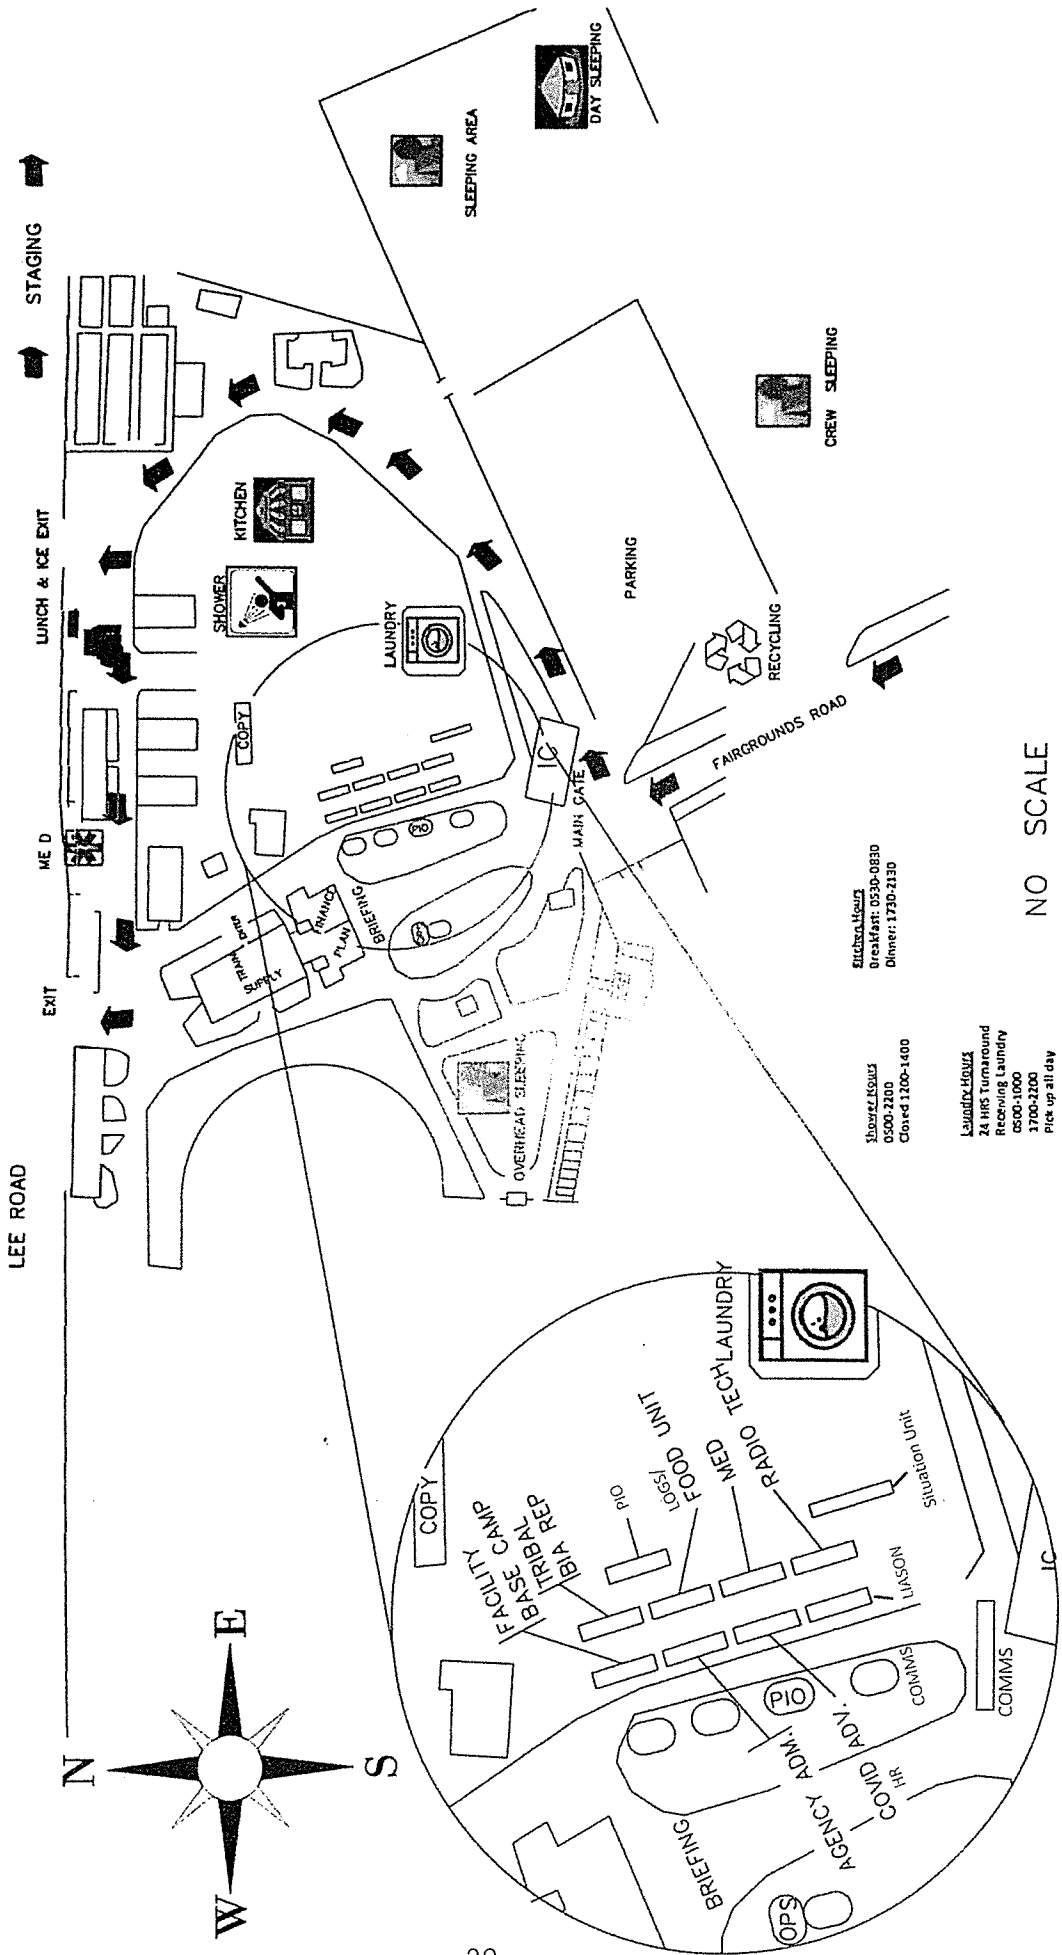 LEE ROAD
EXIT
ME D
LUNCH & ICE EXIT
STAGING
N
E
S
W
COPY
SHOWER
KITCHEN
LAUNDRY
SLEEPING AREA
DAY SLEEPING
CREW SLEEPING
PARKING
RECYCLING
FAIRGROUNDS ROAD
MAIN GATE
IC
PIO
OPS
BRIEFING
PLAN
FINANCE
SUPPLY
OVERHEAD SLEEPING
COPY
FACILITY
BASE CAMP
TRIBAL
BIA REP
PIO
LOGS/
FOOD UNIT
MED
RADIO TECH
LAUNDRY
Situation Unit
LIASON
COMMS
COMMS
IC
PIO
BRIEFING
AGENCY ADM.
COVID ADV.
HR
OPS
Shower Hours
0500-2200
Closed 1200-1400
Kitchen Hours
Breakfast: 0530-0830
Dinner: 1730-2130
Laundry Hours
24 HRS Turnaround
Receiving Laundry
0500-1000
1700-2200
Pick up all day
NO SCALE